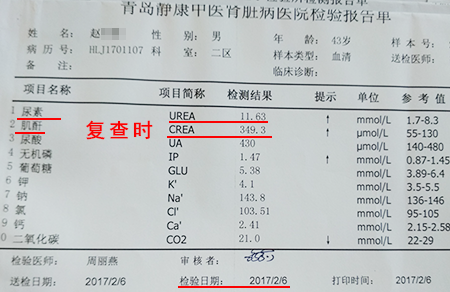 青岛静康中医肾脏病医院检验报告单
姓 名: 赵 性 别: 男 年 龄: 43岁 样本号:
病历号: HLJ1701107 科 室: 二区 样本类型: 血清 送检医师:
备 注: 临床诊断:
项目名称 项目简称 检测结果 提示 单位 参考值
1 尿素 UREA 11.63 ↑ mmol/L 1.7-8.3
2 肌酐 CREA 349.3 ↑ μmol/L 55-130
3 尿酸 UA 430 μmol/L 140-480
4 无机磷 IP 1.47 ↑ mmol/L 0.87-1.45
5 葡萄糖 GLU 5.38 mmol/L 3.89-6.4
6 钾 K' 4.1 mmol/L 3.5-5.5
7 钠 Na' 143.8 mmol/L 136-146
8 氯 Cl' 103.51 mmol/L 95-105
9 钙 Ca' 2.41 mmol/L 2.15-2.58
0 二氧化碳 CO2 21.0 ↓ mmol/L 22-29
复查时
检验医师: 周丽燕 审核者:
送检日期: 2017/2/6 检验日期: 2017/2/6 打印时间: 2017/2/6